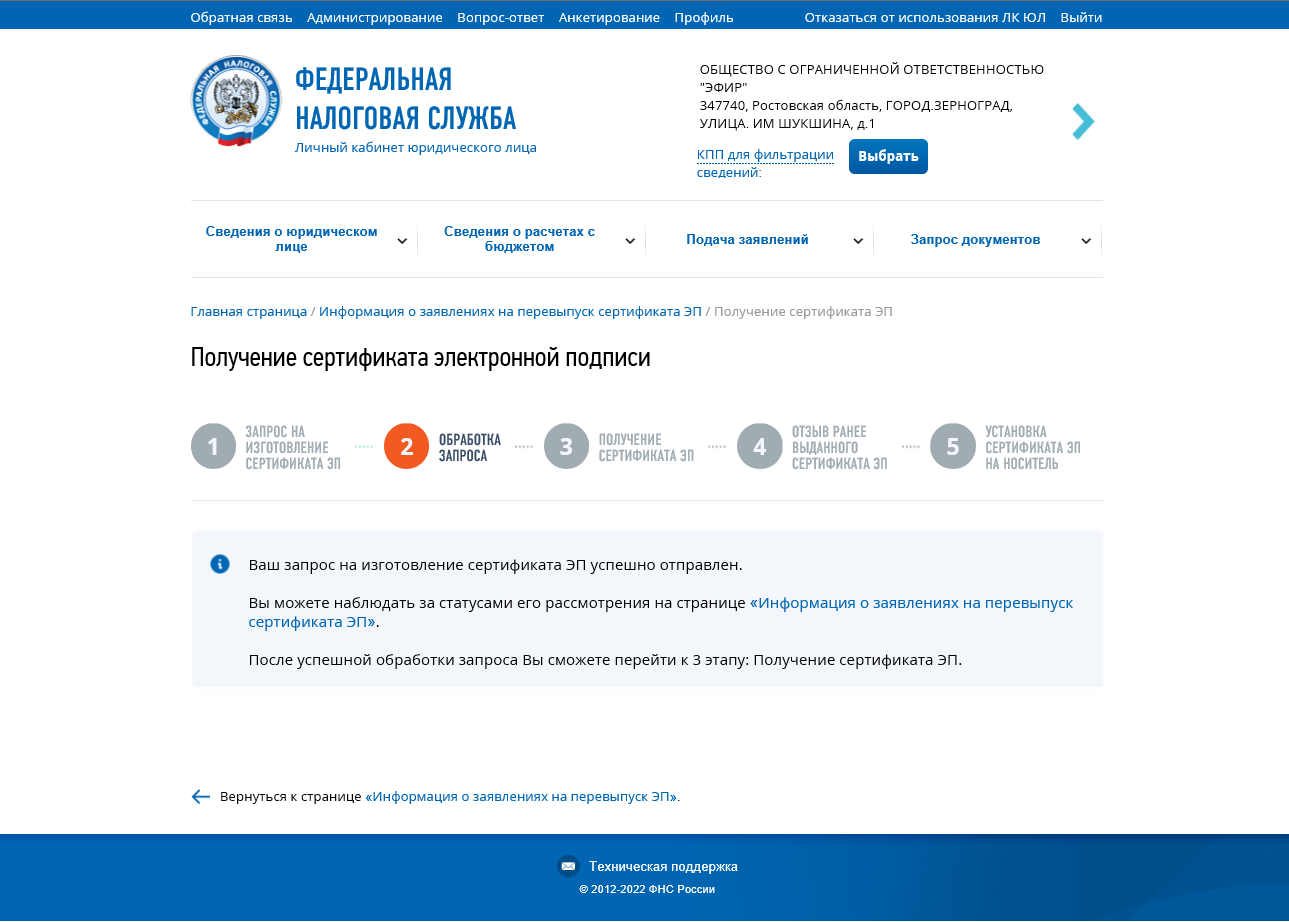 Обратная связь Администрирование Вопрос-ответ Анкетирование Профиль Отказаться от использования ЛК ЮЛ Выйти
ФЕДЕРАЛЬНАЯ НАЛОГОВАЯ СЛУЖБА
ФЕДЕРАЛЬНАЯ
НАЛОГОВАЯ СЛУЖБА
Личный кабинет юридического лица
ОБЩЕСТВО С ОГРАНИЧЕННОЙ ОТВЕТСТВЕННОСТЬЮ
"ЭФИР"
347740, Ростовская область, ГОРОД.ЗЕРНОГРАД,
УЛИЦА. ИМ ШУКШИНА, д.1
КПП для фильтрации
сведений:
Выбрать
Сведения о юридическом
лице
Сведения о расчетах с
бюджетом
Подача заявлений
Запрос документов
Главная страница / Информация о заявлениях на перевыпуск сертификата ЭП / Получение сертификата ЭП
Получение сертификата электронной подписи
1
ЗАПРОС НА
ИЗГОТОВЛЕНИЕ
СЕРТИФИКАТА ЭП
2
ОБРАБОТКА
ЗАПРОСА
3
ПОЛУЧЕНИЕ
СЕРТИФИКАТА ЭП
4
ОТЗЫВ РАНЕЕ
ВЫДАННОГО
СЕРТИФИКАТА ЭП
5
УСТАНОВКА
СЕРТИФИКАТА ЭП
НА НОСИТЕЛЬ
Ваш запрос на изготовление сертификата ЭП успешно отправлен.
Вы можете наблюдать за статусами его рассмотрения на странице «Информация о заявлениях на перевыпуск
сертификата ЭП».
После успешной обработки запроса Вы сможете перейти к 3 этапу: Получение сертификата ЭП.
Вернуться к странице «Информация о заявлениях на перевыпуск ЭП».
Техническая поддержка
© 2012-2022 ФНС России